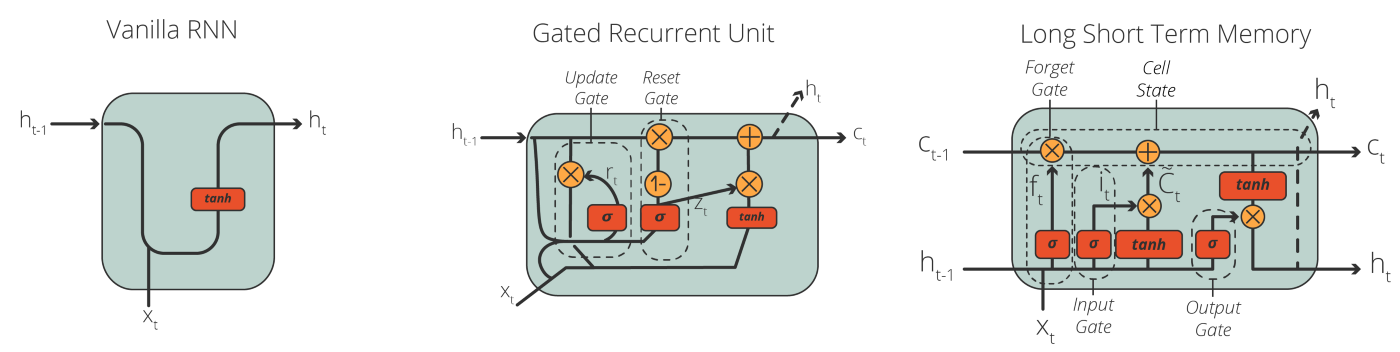 Vanilla RNN
h t-1
h t
tanh
x t
Gated Recurrent Unit
Update
Gate
Reset
Gate
h t
h t-1
c t
×
+
×
r t
1-
×
z t
σ
σ
tanh
x t
Long Short Term Memory
Forget
Gate
Cell
State
h t
C t-1
×
+
C t
f t
i t
C̃ t
tanh
×
×
σ
σ
tanh
σ
h t-1
h t
x t
Input
Gate
Output
Gate